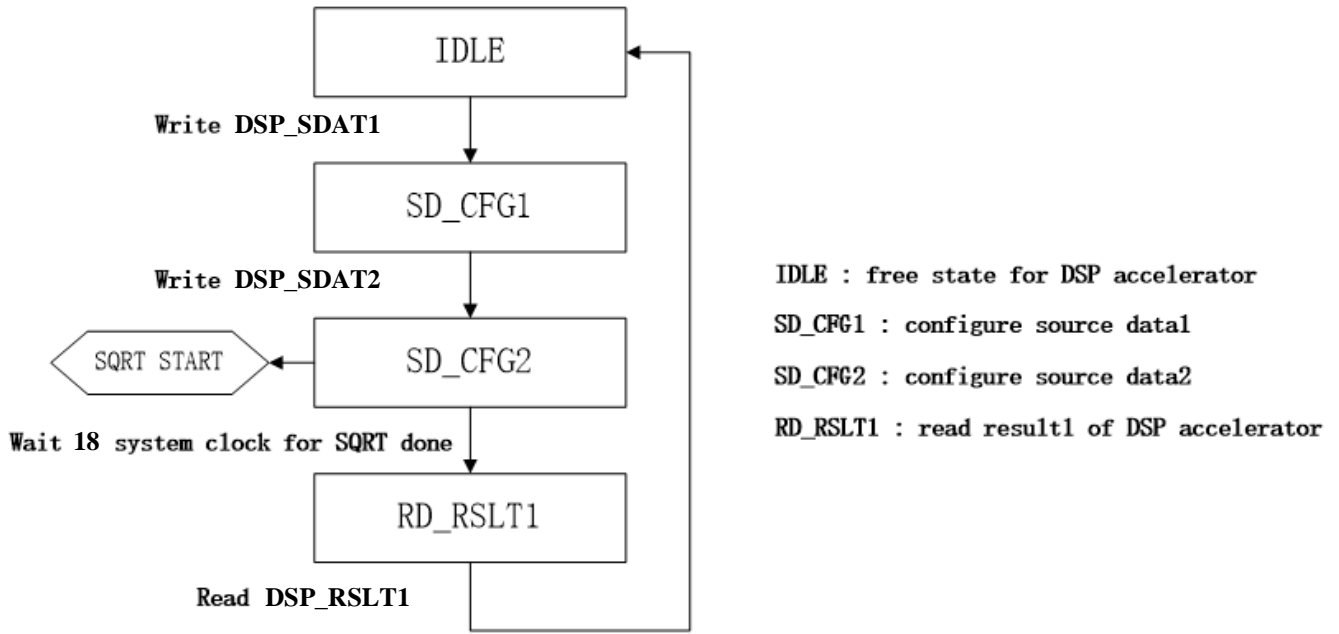 IDLE
Write DSP_SDAT1
SD_CFG1
Write DSP_SDAT2
SQRT START
SD_CFG2
Wait 18 system clock for SQRT done
RD_RSLT1
Read DSP_RSLT1
IDLE : free state for DSP accelerator
SD_CFG1 : configure source data1
SD_CFG2 : configure source data2
RD_RSLT1 : read result1 of DSP accelerator